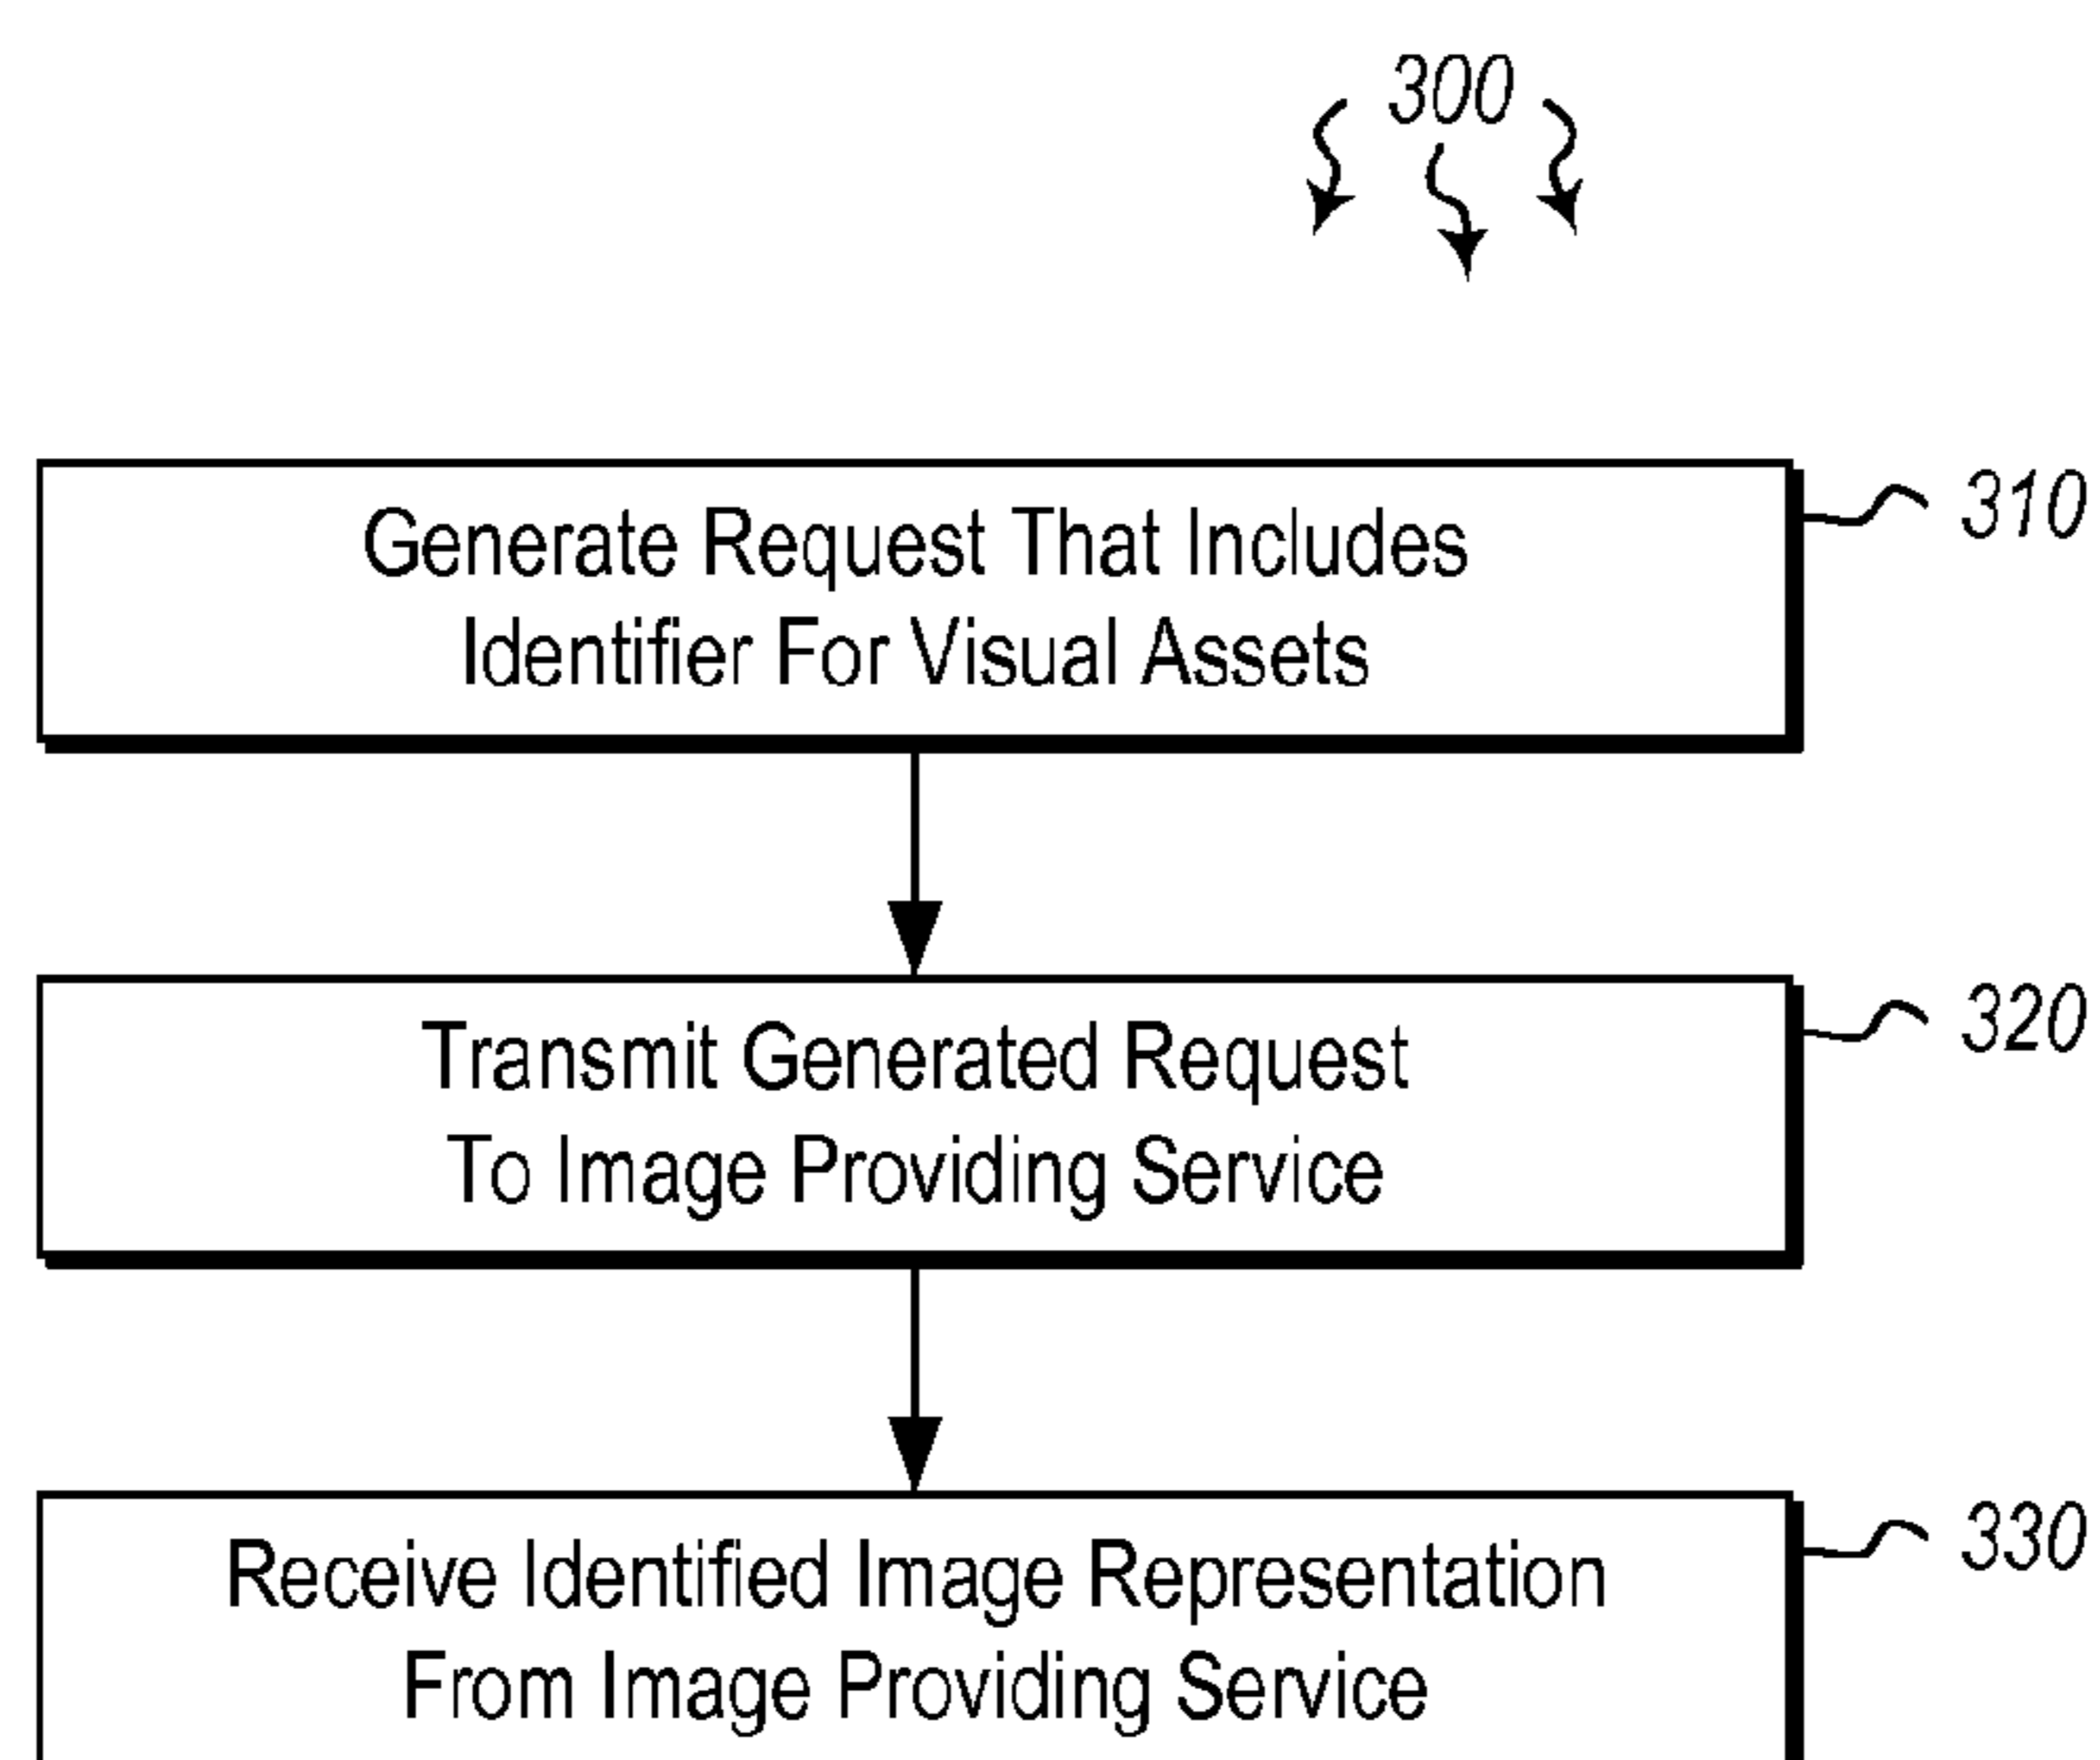 300
Generate Request That Includes
Identifier For Visual Assets
310
Transmit Generated Request
To Image Providing Service
320
Receive Identified Image Representation
From Image Providing Service
330